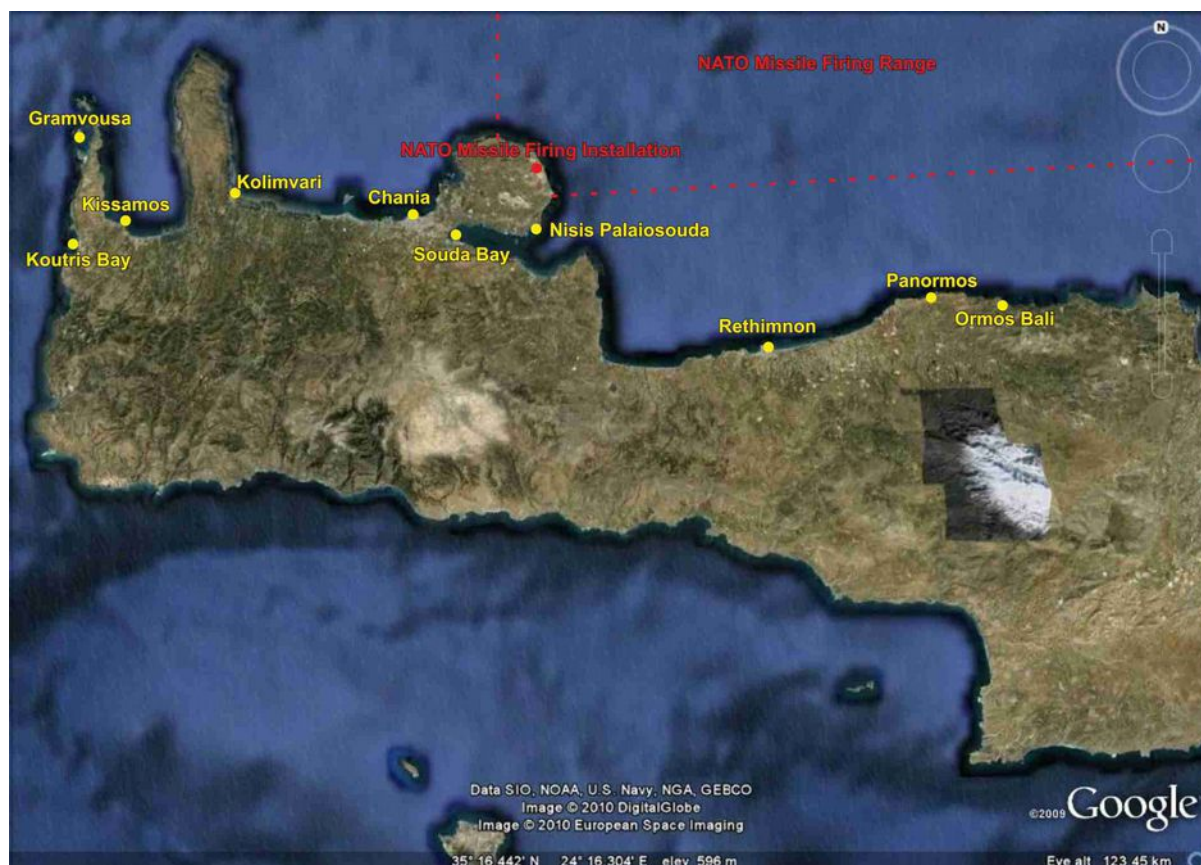 N
NATO Missile Firing Range
Gramvousa
NATO Missile Firing Installation
Kolimvari
Chania
Kissamos
Nisis Palaiosouda
Koutris Bay
Souda Bay
Panormos
Ormos Bali
Rethimnon
Data SIO, NOAA, U.S. Navy, NGA, GEBCO
Image © 2010 DigitalGlobe
Image © 2010 European Space Imaging
©2009 Google
35° 16.442' N 24° 16.304' E elev 596 m
Eye alt 123.45 km